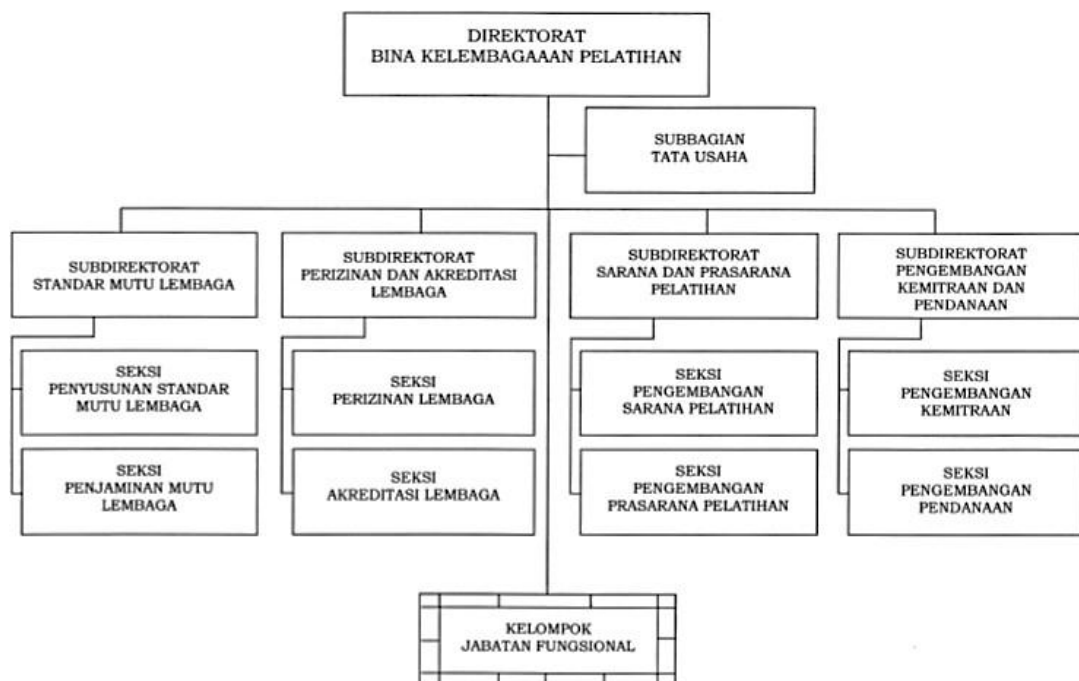 DIREKTORAT
BINA KELEMBAGAAAN PELATIHAN
SUBBAGIAN
TATA USAHA
SUBDIREKTORAT
STANDAR MUTU LEMBAGA
SUBDIREKTORAT
PERIZINAN DAN AKREDITASI
LEMBAGA
SUBDIREKTORAT
SARANA DAN PRASARANA
PELATIHAN
SUBDIREKTORAT
PENGEMBANGAN
KEMITRAAN DAN
PENDANAAN
SEKSI
PENYUSUNAN STANDAR
MUTU LEMBAGA
SEKSI
PERIZINAN LEMBAGA
SEKSI
PENGEMBANGAN
SARANA PELATIHAN
SEKSI
PENGEMBANGAN
KEMITRAAN
SEKSI
PENJAMINAN MUTU
LEMBAGA
SEKSI
AKREDITASI LEMBAGA
SEKSI
PENGEMBANGAN
PRASARANA PELATIHAN
SEKSI
PENGEMBANGAN
PENDANAAN
KELOMPOK
JABATAN FUNGSIONAL